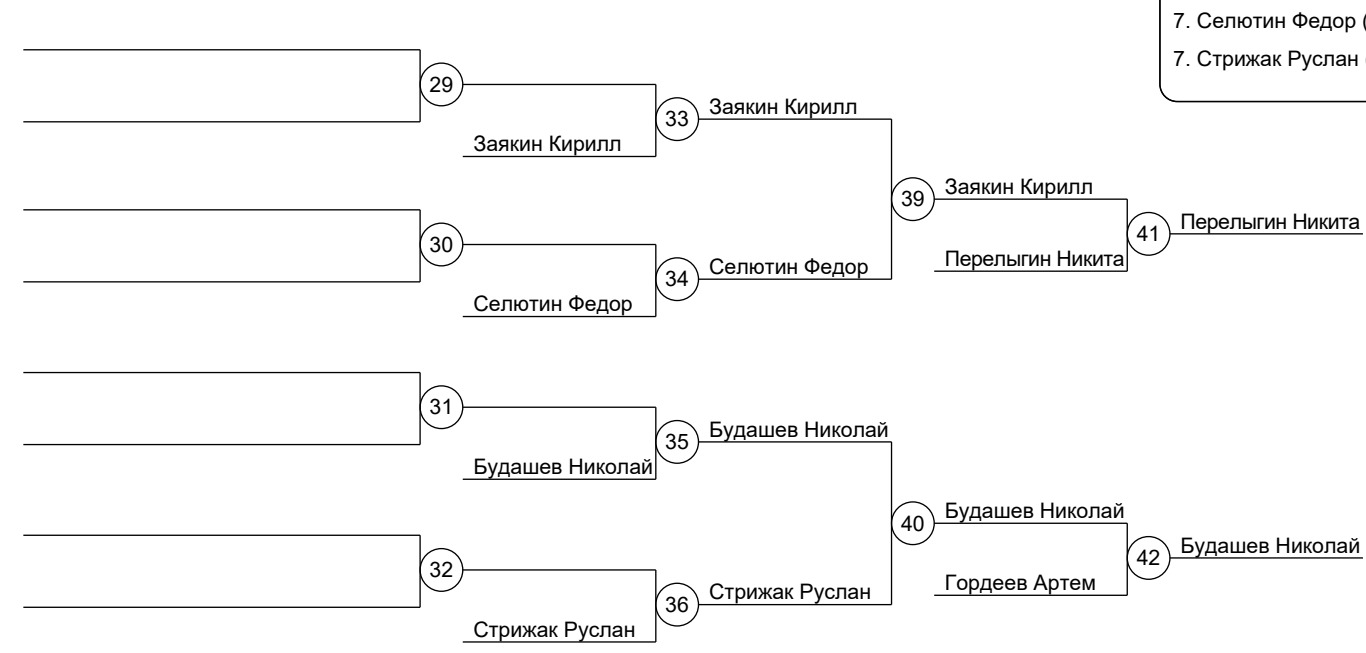 7. Селютин Федор (
7. Стрижак Руслан
29
33
Заякин Кирилл
Заякин Кирилл
39
Заякин Кирилл
41
Перелыгин Никита
30
Перелыгин Никита
34
Селютин Федор
Селютин Федор
31
35
Будашев Николай
Будашев Николай
40
Будашев Николай
42
Будашев Николай
32
Гордеев Артем
36
Стрижак Руслан
Стрижак Руслан